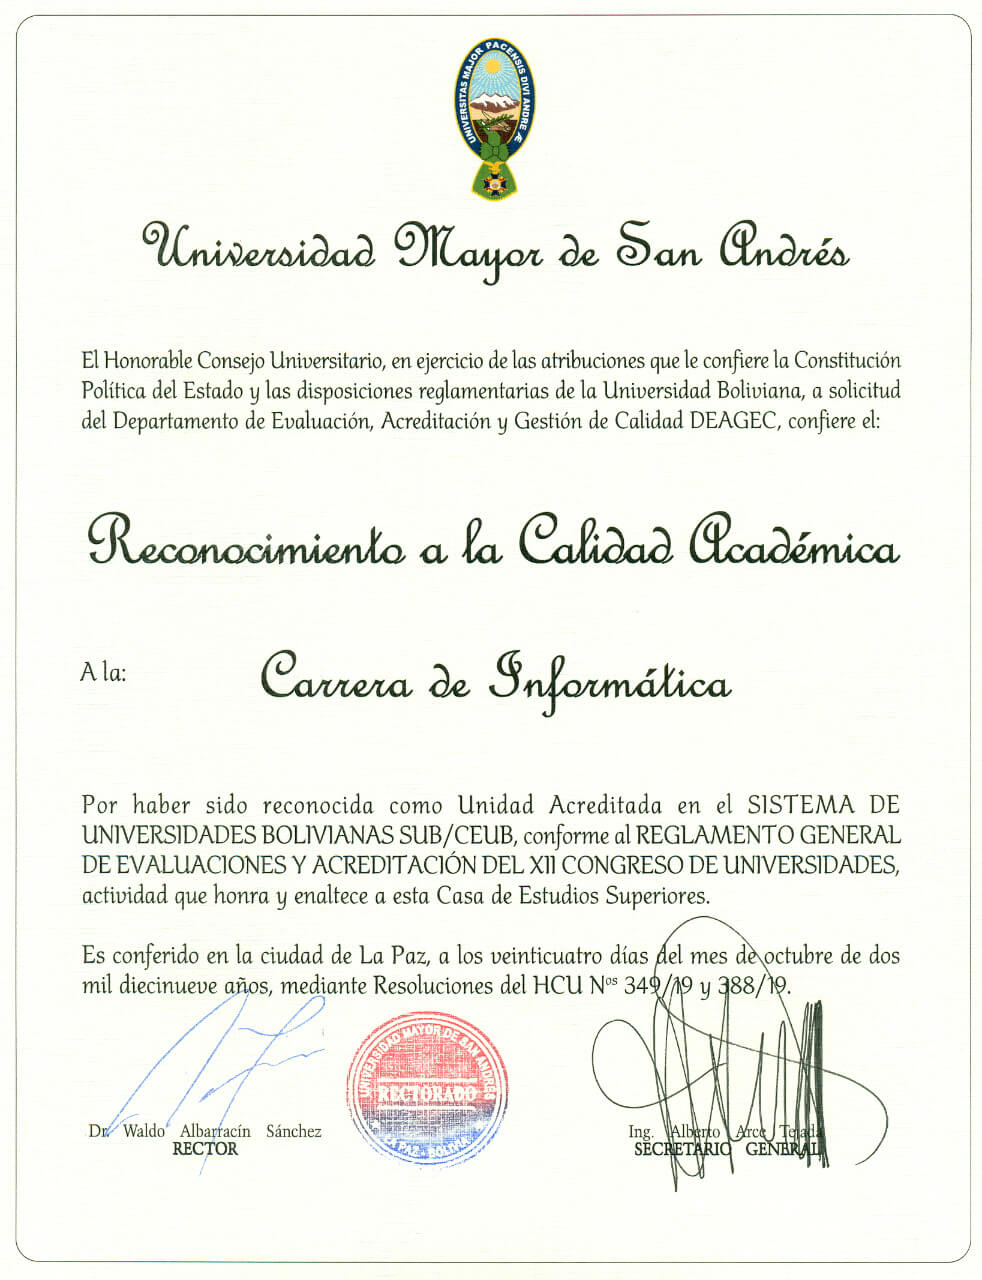 UNIVERSITAS MAJOR PACENSIS DIVI ANDRE Æ
Universidad Mayor de San Andrés
El Honorable Consejo Universitario, en ejercicio de las atribuciones que le confiere la Constitución
Política del Estado y las disposiciones reglamentarias de la Universidad Boliviana, a solicitud
del Departamento de Evaluación, Acreditación y Gestión de Calidad DEAGEC, confiere el:
Reconocimiento a la Calidad Académica
A la:
Carrera de Informática
Por haber sido reconocida como Unidad Acreditada en el SISTEMA DE
UNIVERSIDADES BOLIVIANAS SUB/CEUB, conforme al REGLAMENTO GENERAL
DE EVALUACIONES Y ACREDITACIÓN DEL XII CONGRESO DE UNIVERSIDADES,
actividad que honra y enaltece a esta Casa de Estudios Superiores.
Es conferido en la ciudad de La Paz, a los veinticuatro días del mes de octubre de dos
mil diecinueve años, mediante Resoluciones del HCU Nos 349/19 y 388/19.
UNIVERSIDAD MAYOR DE SAN ANDRES
RECTORADO
LA PAZ - BOLIVIA
Dr. Waldo Albarracín Sánchez
RECTOR
Ing. Alberto Arce Tejada
SECRETARIO GENERAL